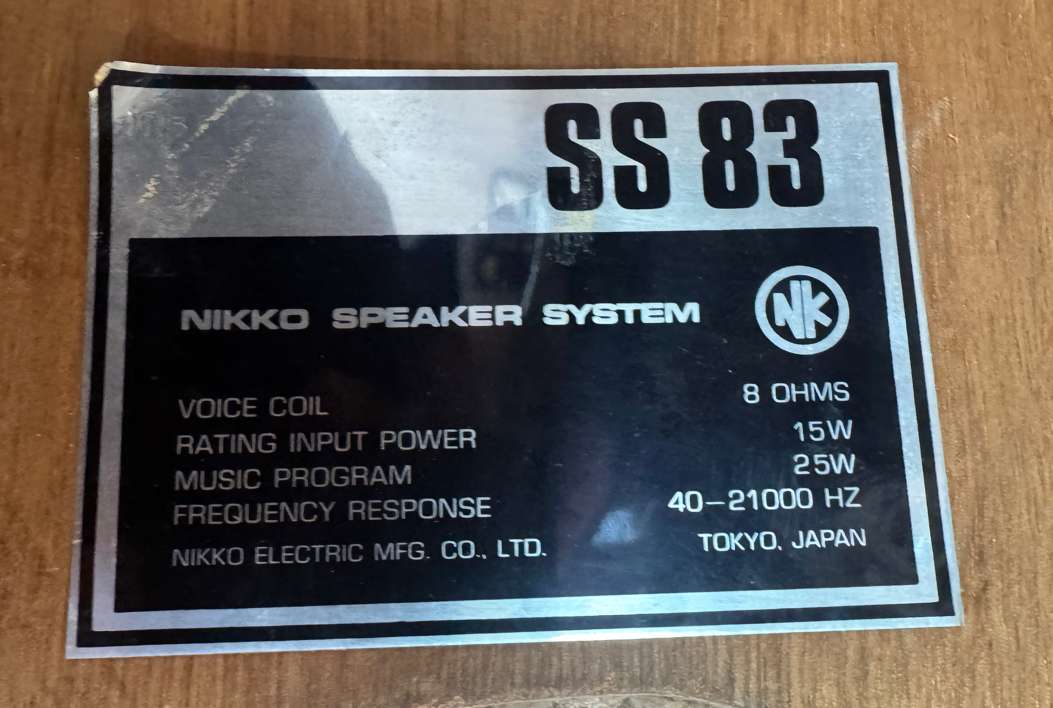 SS 83
NIKKO SPEAKER SYSTEM NK
VOICE COIL 8 OHMS
RATING INPUT POWER 15W
MUSIC PROGRAM 25W
FREQUENCY RESPONSE 40-21000 HZ
NIKKO ELECTRIC MFG. CO., LTD. TOKYO, JAPAN